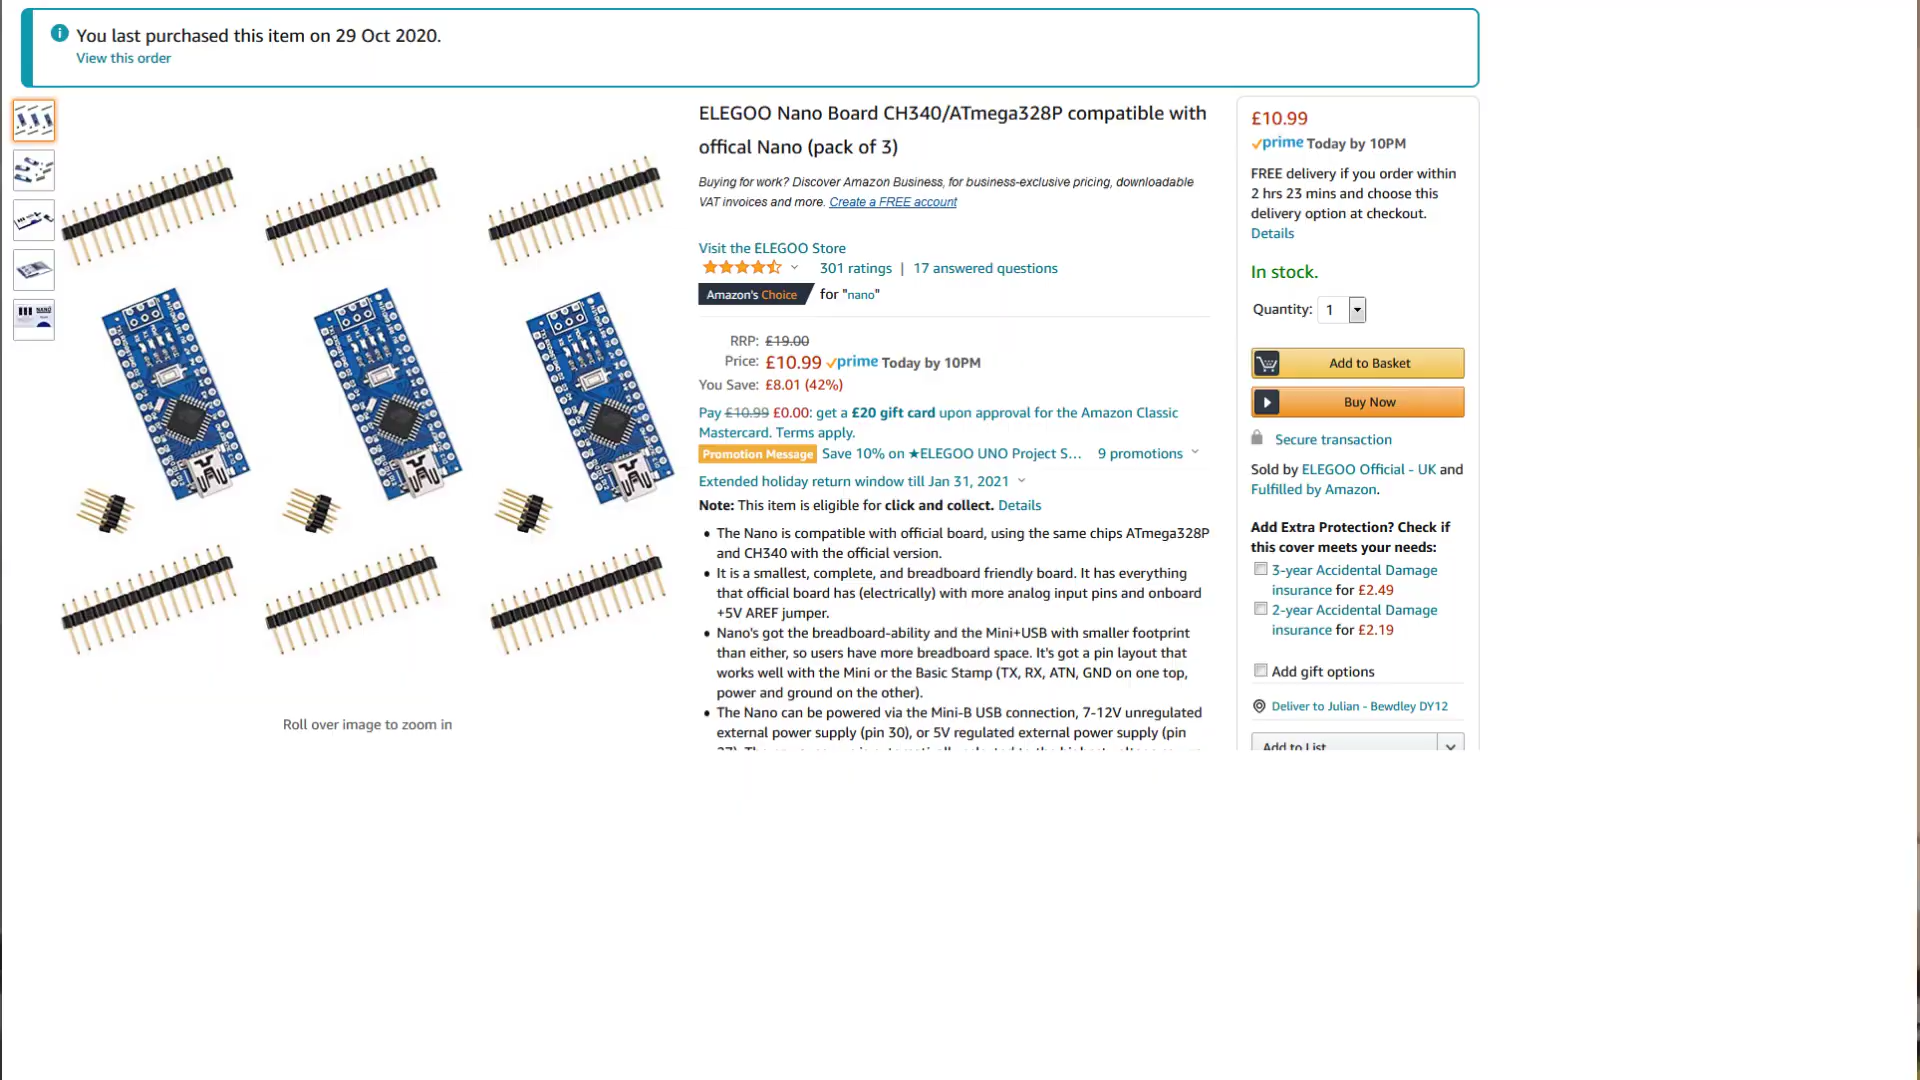 You last purchased this item on 29 Oct 2020.
View this order
ELEGOO Nano Board CH340/ATmega328P compatible with
offical Nano (pack of 3)
Buying for work? Discover Amazon Business, for business-exclusive pricing, downloadable
VAT invoices and more. Create a FREE account
Visit the ELEGOO Store
301 ratings | 17 answered questions
Amazon's Choice for "nano"
RRP: £19.00
Price: £10.99 prime Today by 10PM
You Save: £8.01 (42%)
Pay £10.99 £0.00: get a £20 gift card upon approval for the Amazon Classic
Mastercard. Terms apply.
Promotion Message Save 10% on ★ELEGOO UNO Project S... 9 promotions
Extended holiday return window till Jan 31, 2021
Note: This item is eligible for click and collect. Details
• The Nano is compatible with official board, using the same chips ATmega328P
and CH340 with the official version.
• It is a smallest, complete, and breadboard friendly board. It has everything
that official board has (electrically) with more analog input pins and onboard
+5V AREF jumper.
• Nano's got the breadboard-ability and the Mini+USB with smaller footprint
than either, so users have more breadboard space. It's got a pin layout that
works well with the Mini or the Basic Stamp (TX, RX, ATN, GND on one top,
power and ground on the other).
• The Nano can be powered via the Mini-B USB connection, 7-12V unregulated
external power supply (pin 30), or 5V regulated external power supply (pin
Roll over image to zoom in
£10.99
prime Today by 10PM
FREE delivery if you order within
2 hrs 23 mins and choose this
delivery option at checkout.
Details
In stock.
Quantity: 1
Add to Basket
Buy Now
Secure transaction
Sold by ELEGOO Official - UK and
Fulfilled by Amazon.
Add Extra Protection? Check if
this cover meets your needs:
3-year Accidental Damage
insurance for £2.49
2-year Accidental Damage
insurance for £2.19
Add gift options
Deliver to Julian - Bewdley DY12
Add to List